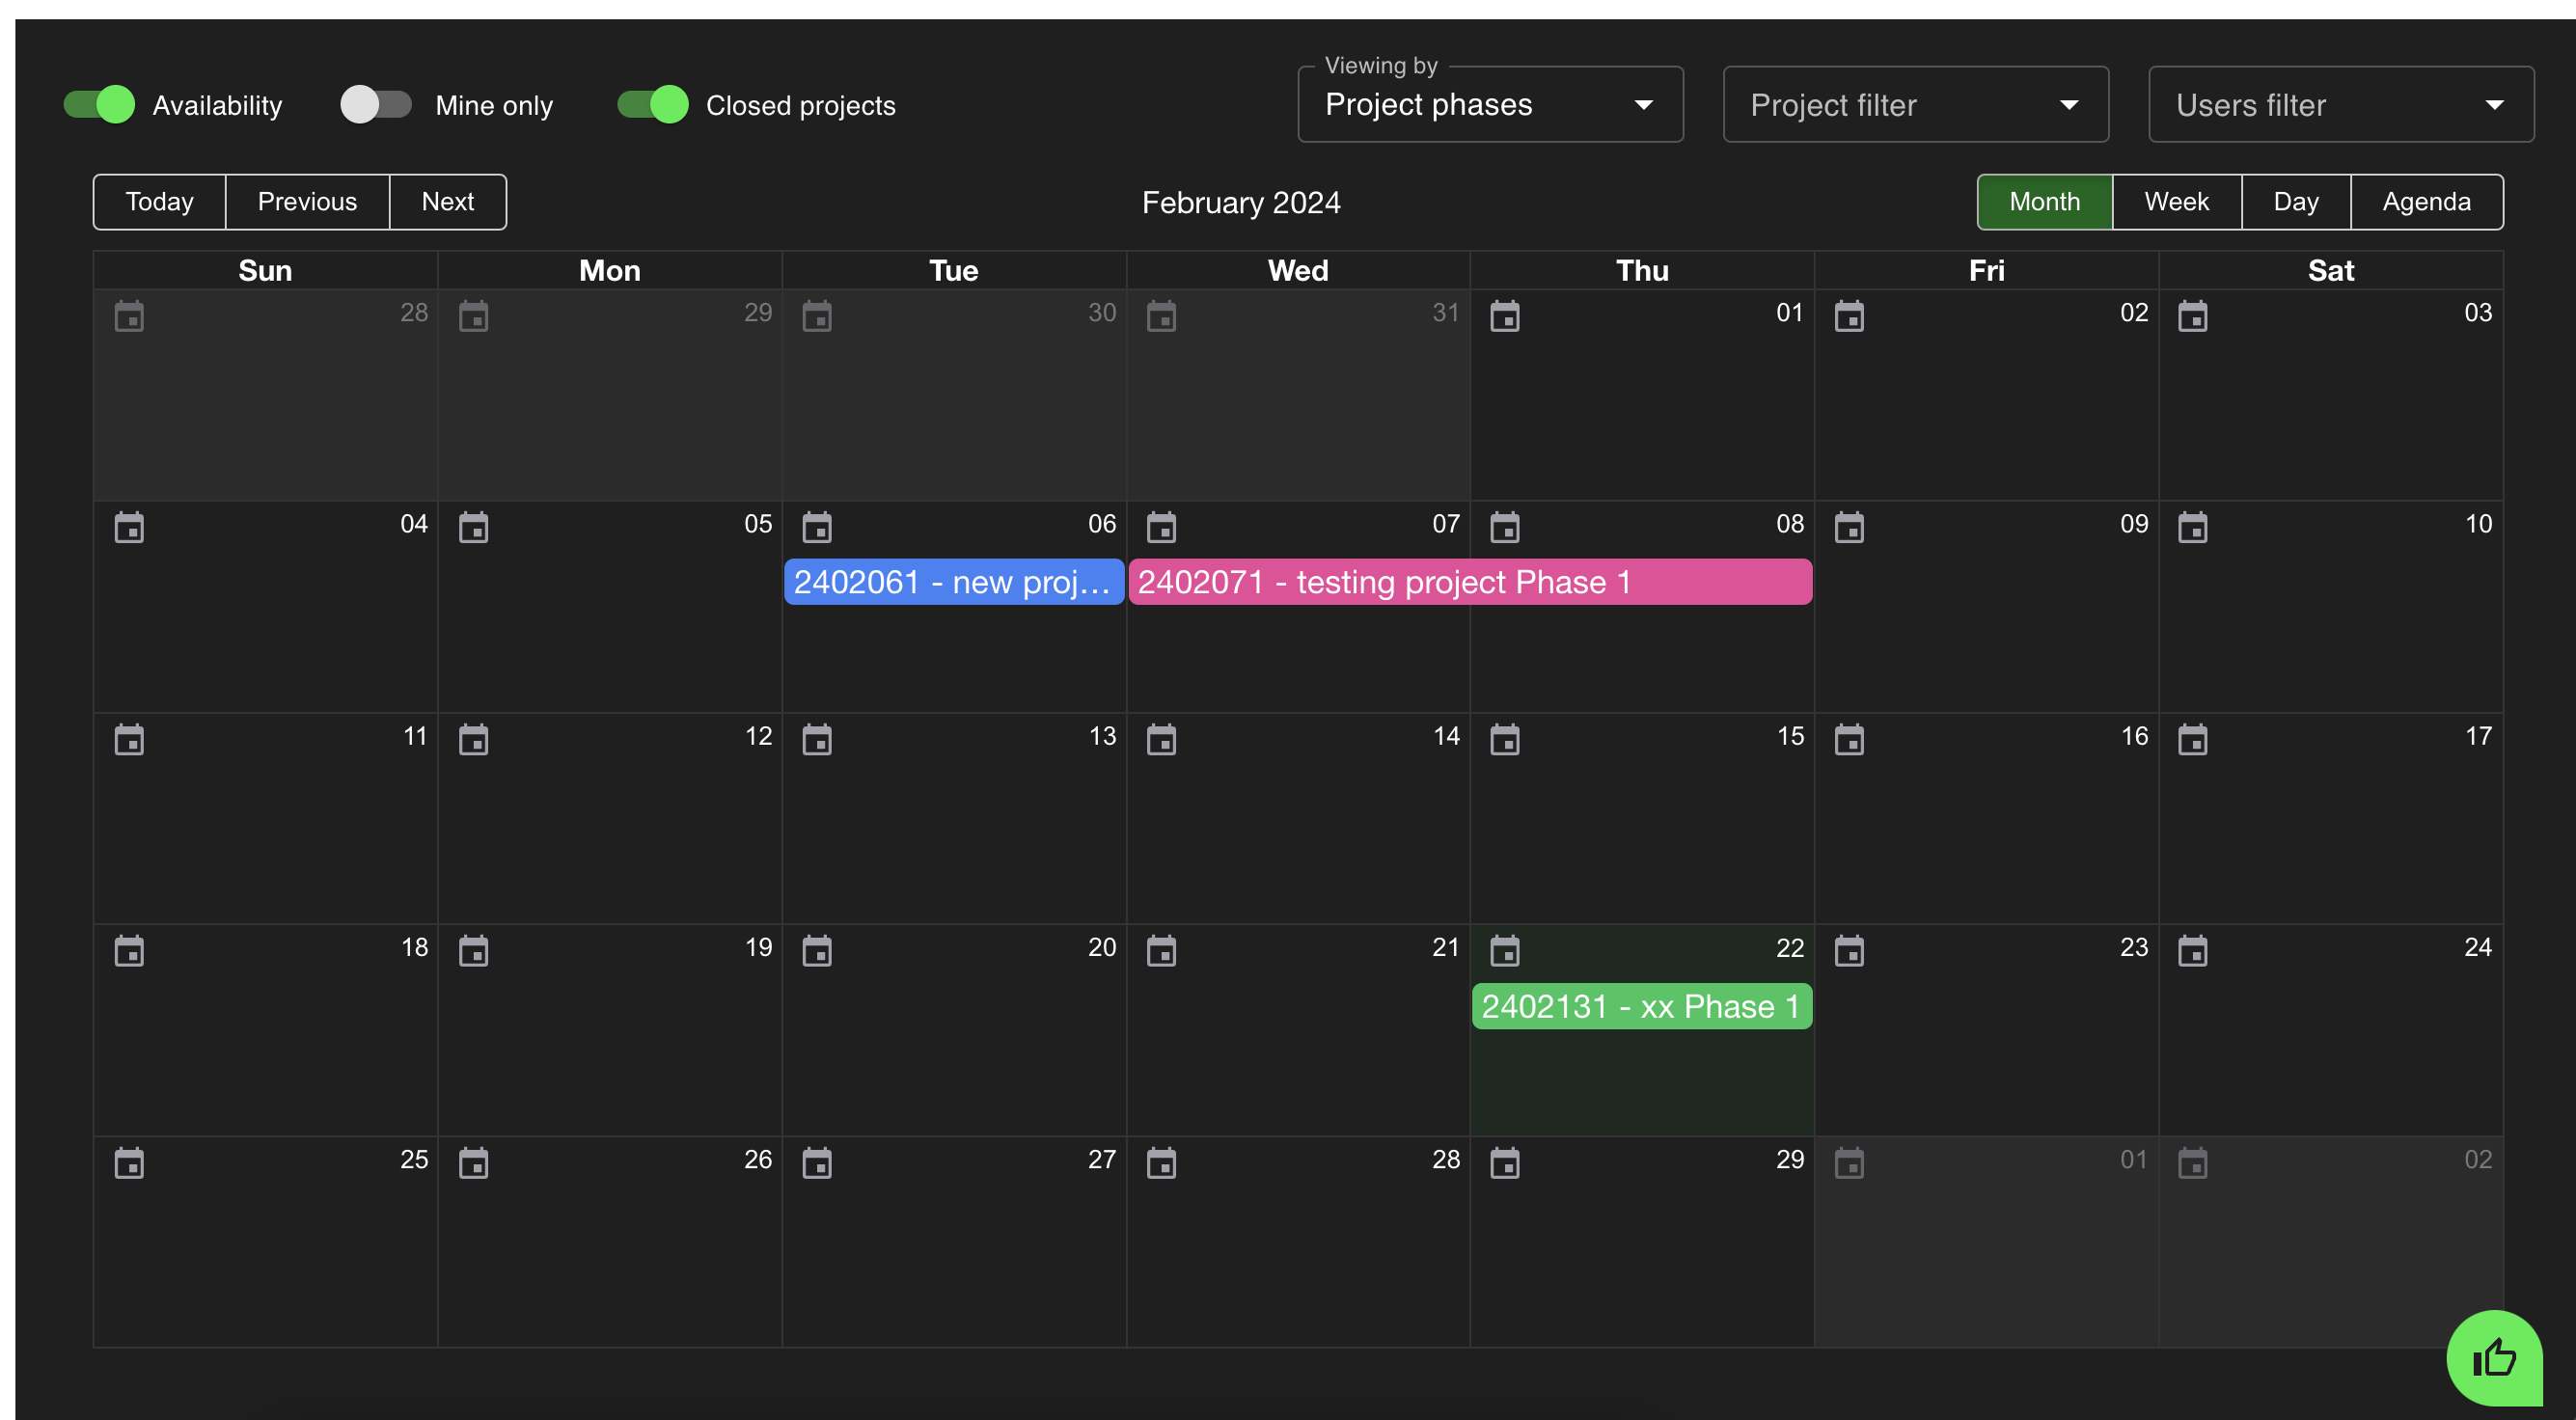 Viewing by
Availability Mine only Closed projects Project phases Project filter Users filter
Today Previous Next February 2024 Month Week Day Agenda
Sun Mon Tue Wed Thu Fri Sat
28 29 30 31 01 02 03
04 05 06 07 08 09 10
2402061 - new proj... 2402071 - testing project Phase 1
11 12 13 14 15 16 17
18 19 20 21 22 23 24
2402131 - xx Phase 1
25 26 27 28 29 01 02